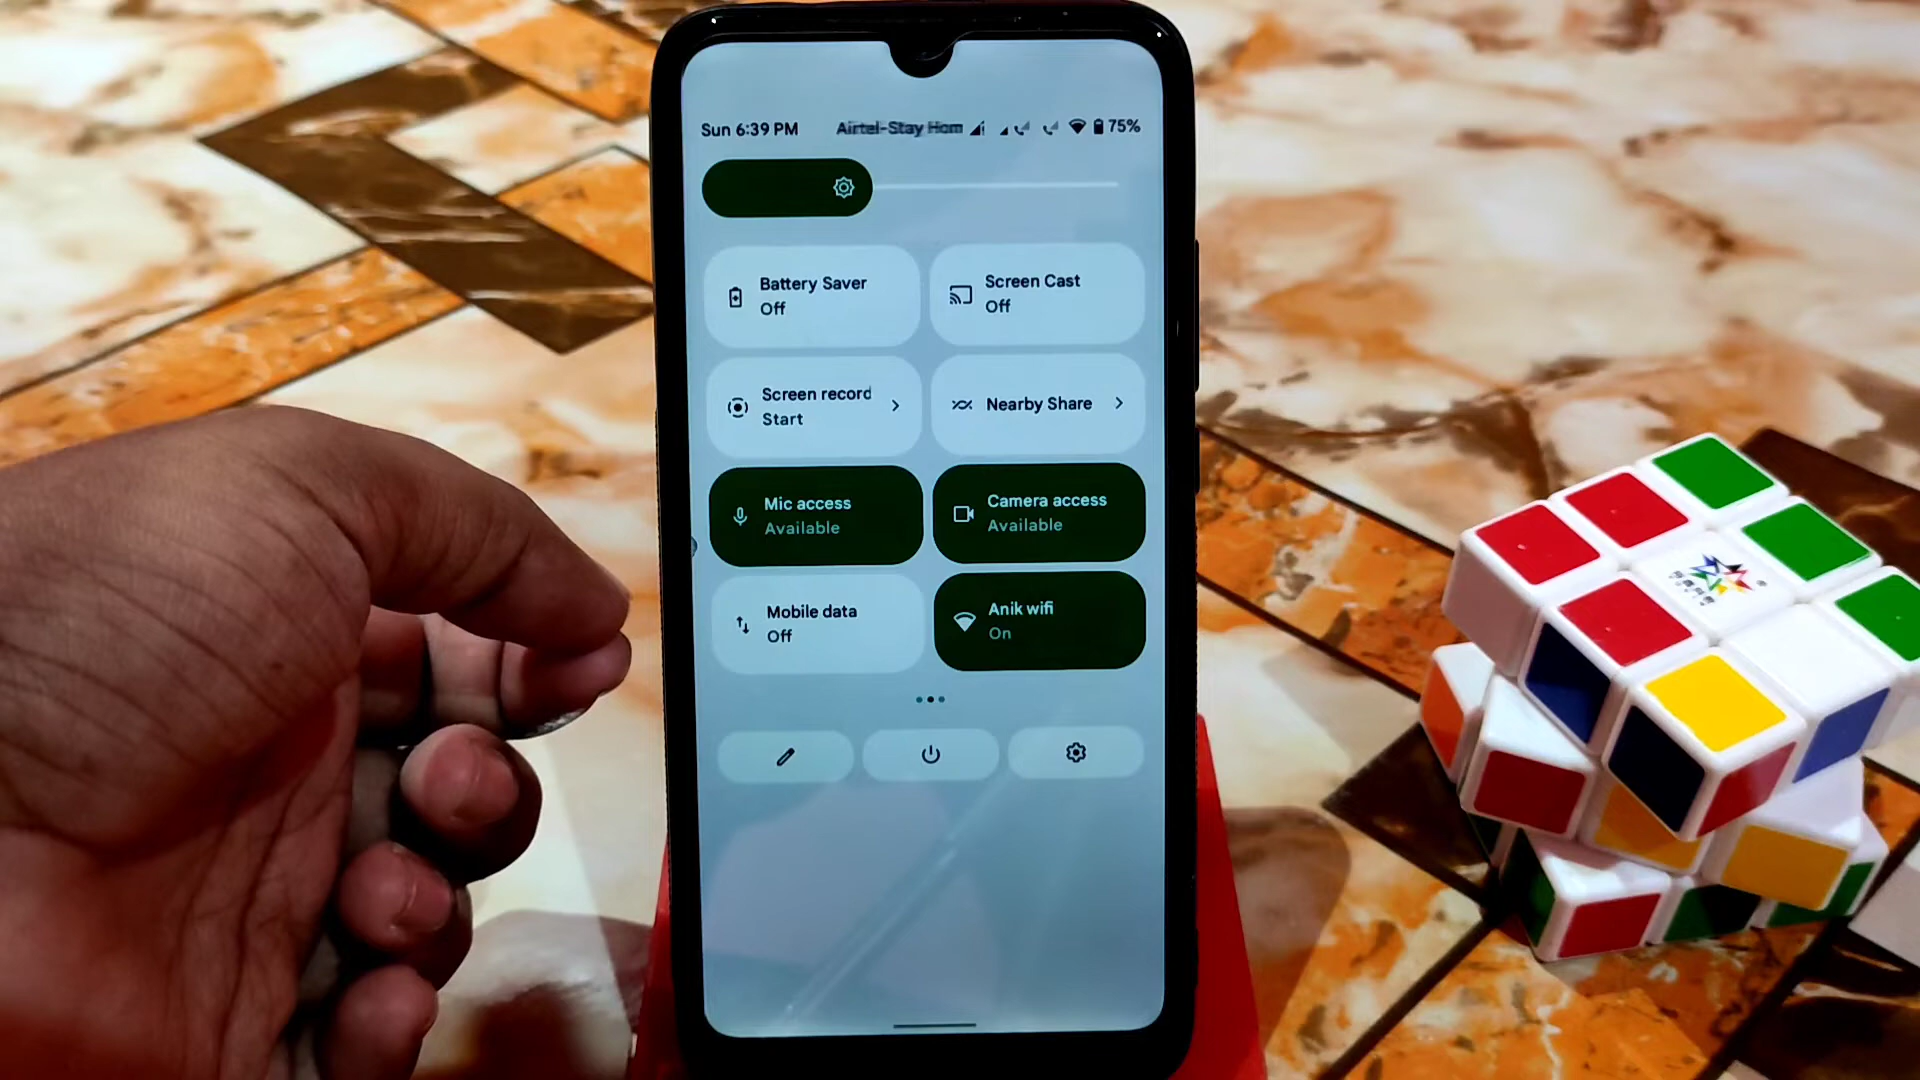 Sun 6:39 PM
Airtel-Stay Hom
75%
Battery Saver
Off
Screen Cast
Off
Screen record
Start
Nearby Share
Mic access
Available
Camera access
Available
Mobile data
Off
Anik wifi
On